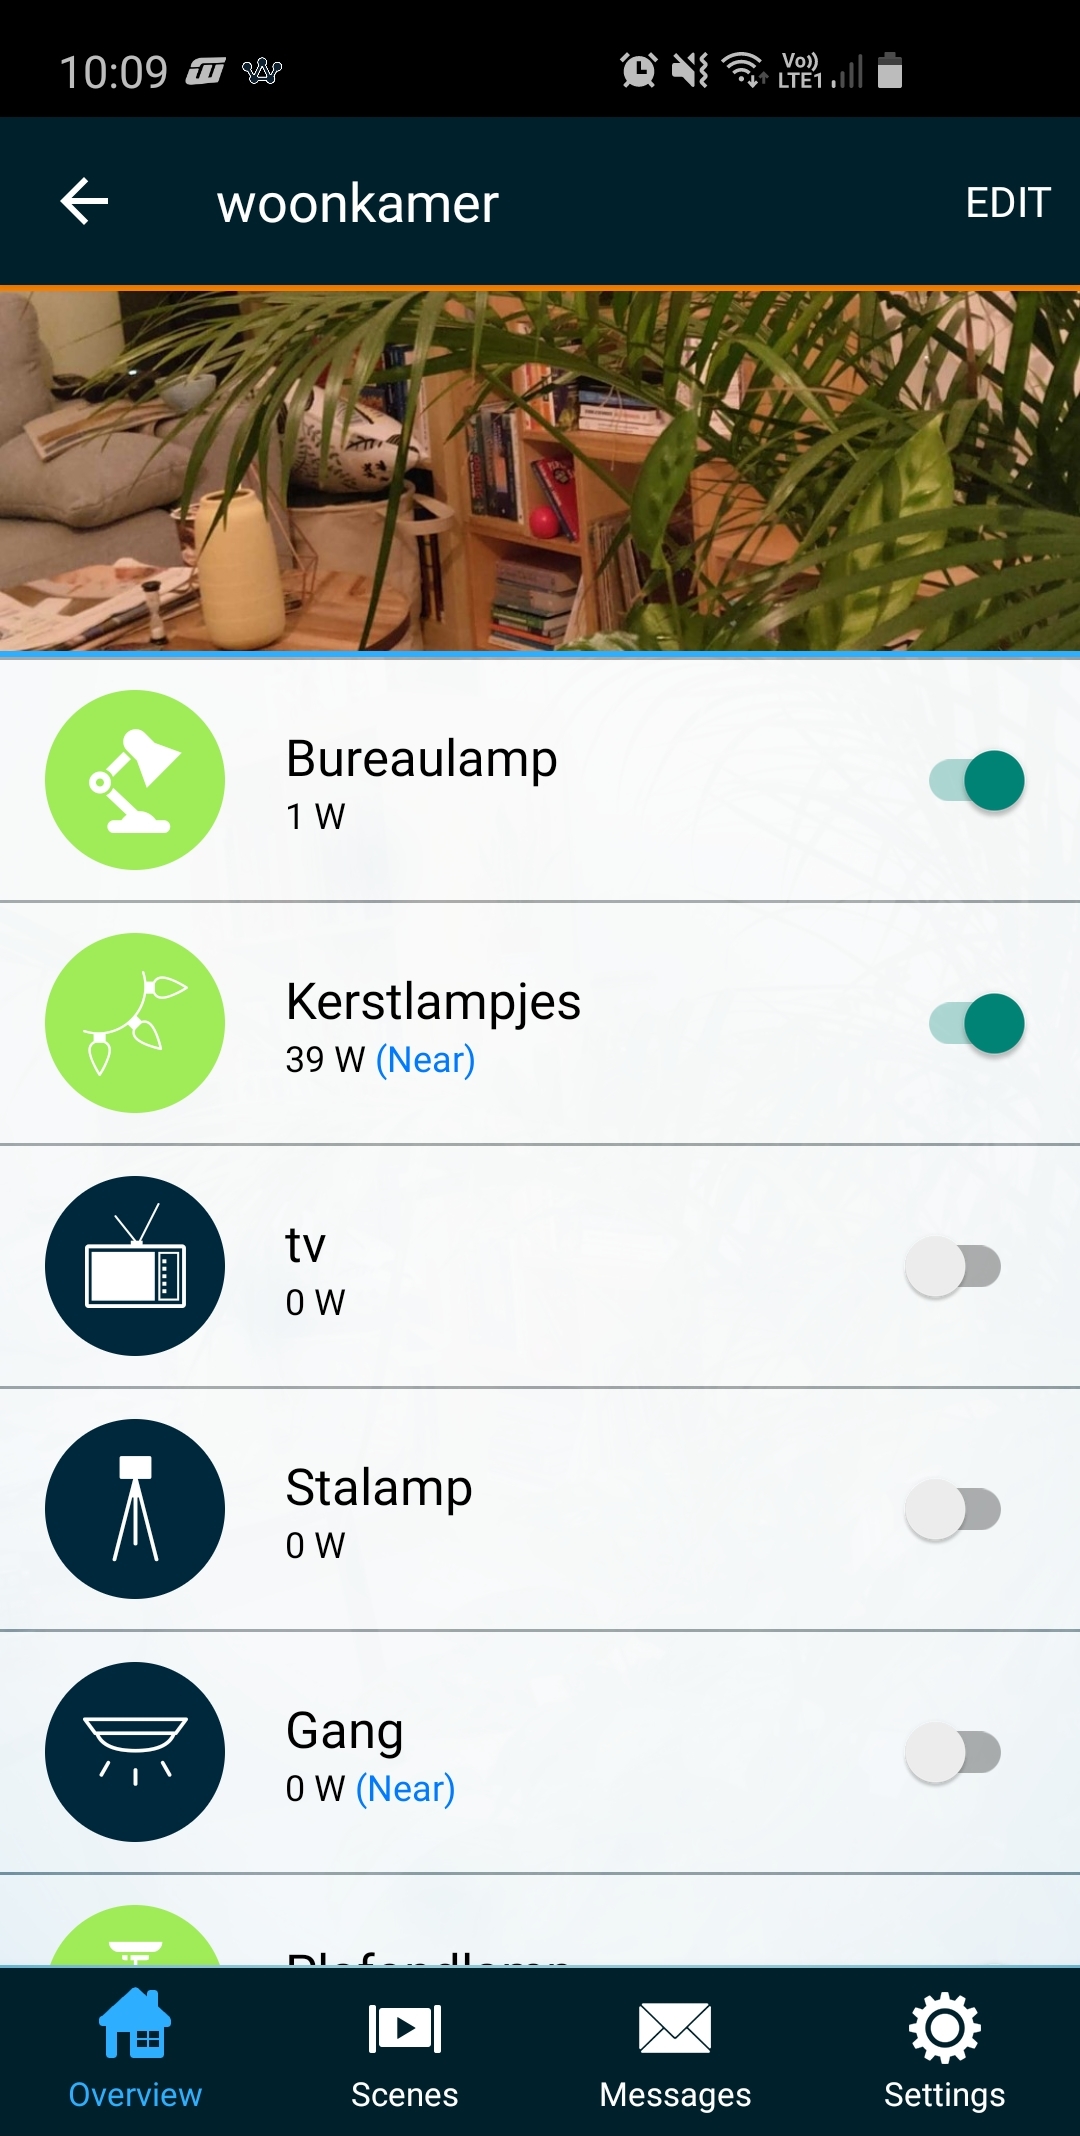 10:09
Vo))
LTE1
woonkamer
EDIT
Bureaulamp
1 W
Kerstlampjes
39 W (Near)
tv
0 W
Stalamp
0 W
Gang
0 W (Near)
Plafondlamp
Overview
Scenes
Messages
Settings